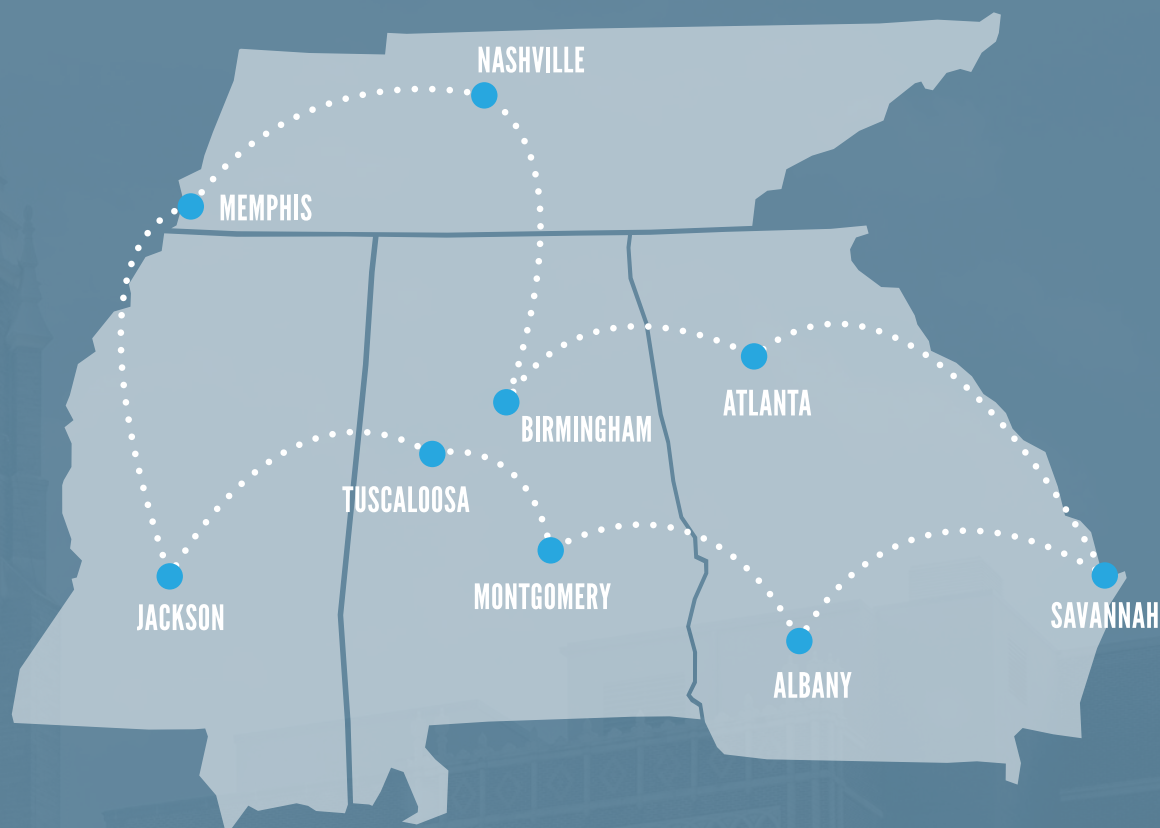 NASHVILLE
MEMPHIS
ATLANTA
BIRMINGHAM
TUSCALOOSA
MONTGOMERY
JACKSON
SAVANNAH
ALBANY